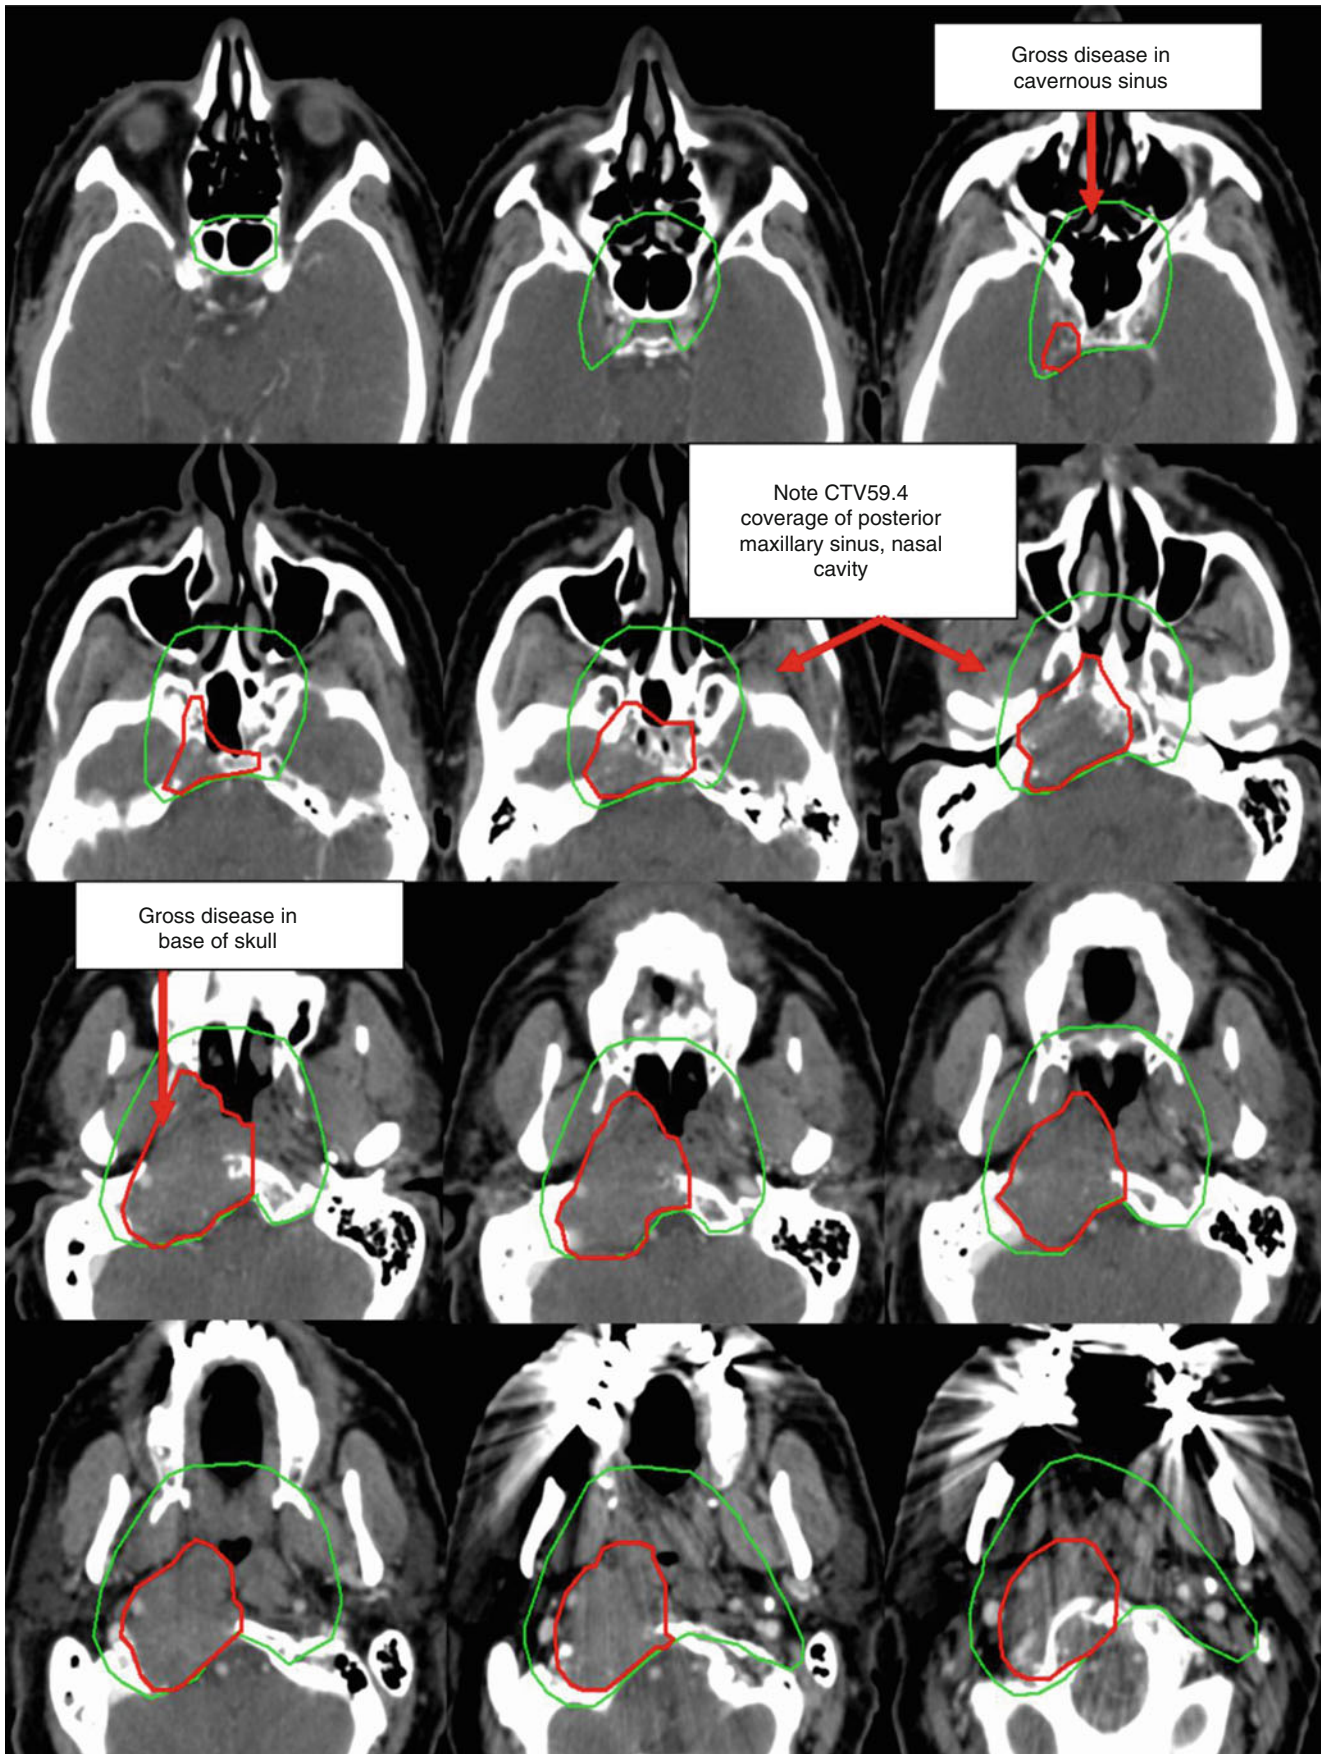 Gross disease in
cavernous sinus
Note CTV59.4
coverage of posterior
maxillary sinus, nasal
cavity
Gross disease in
base of skull